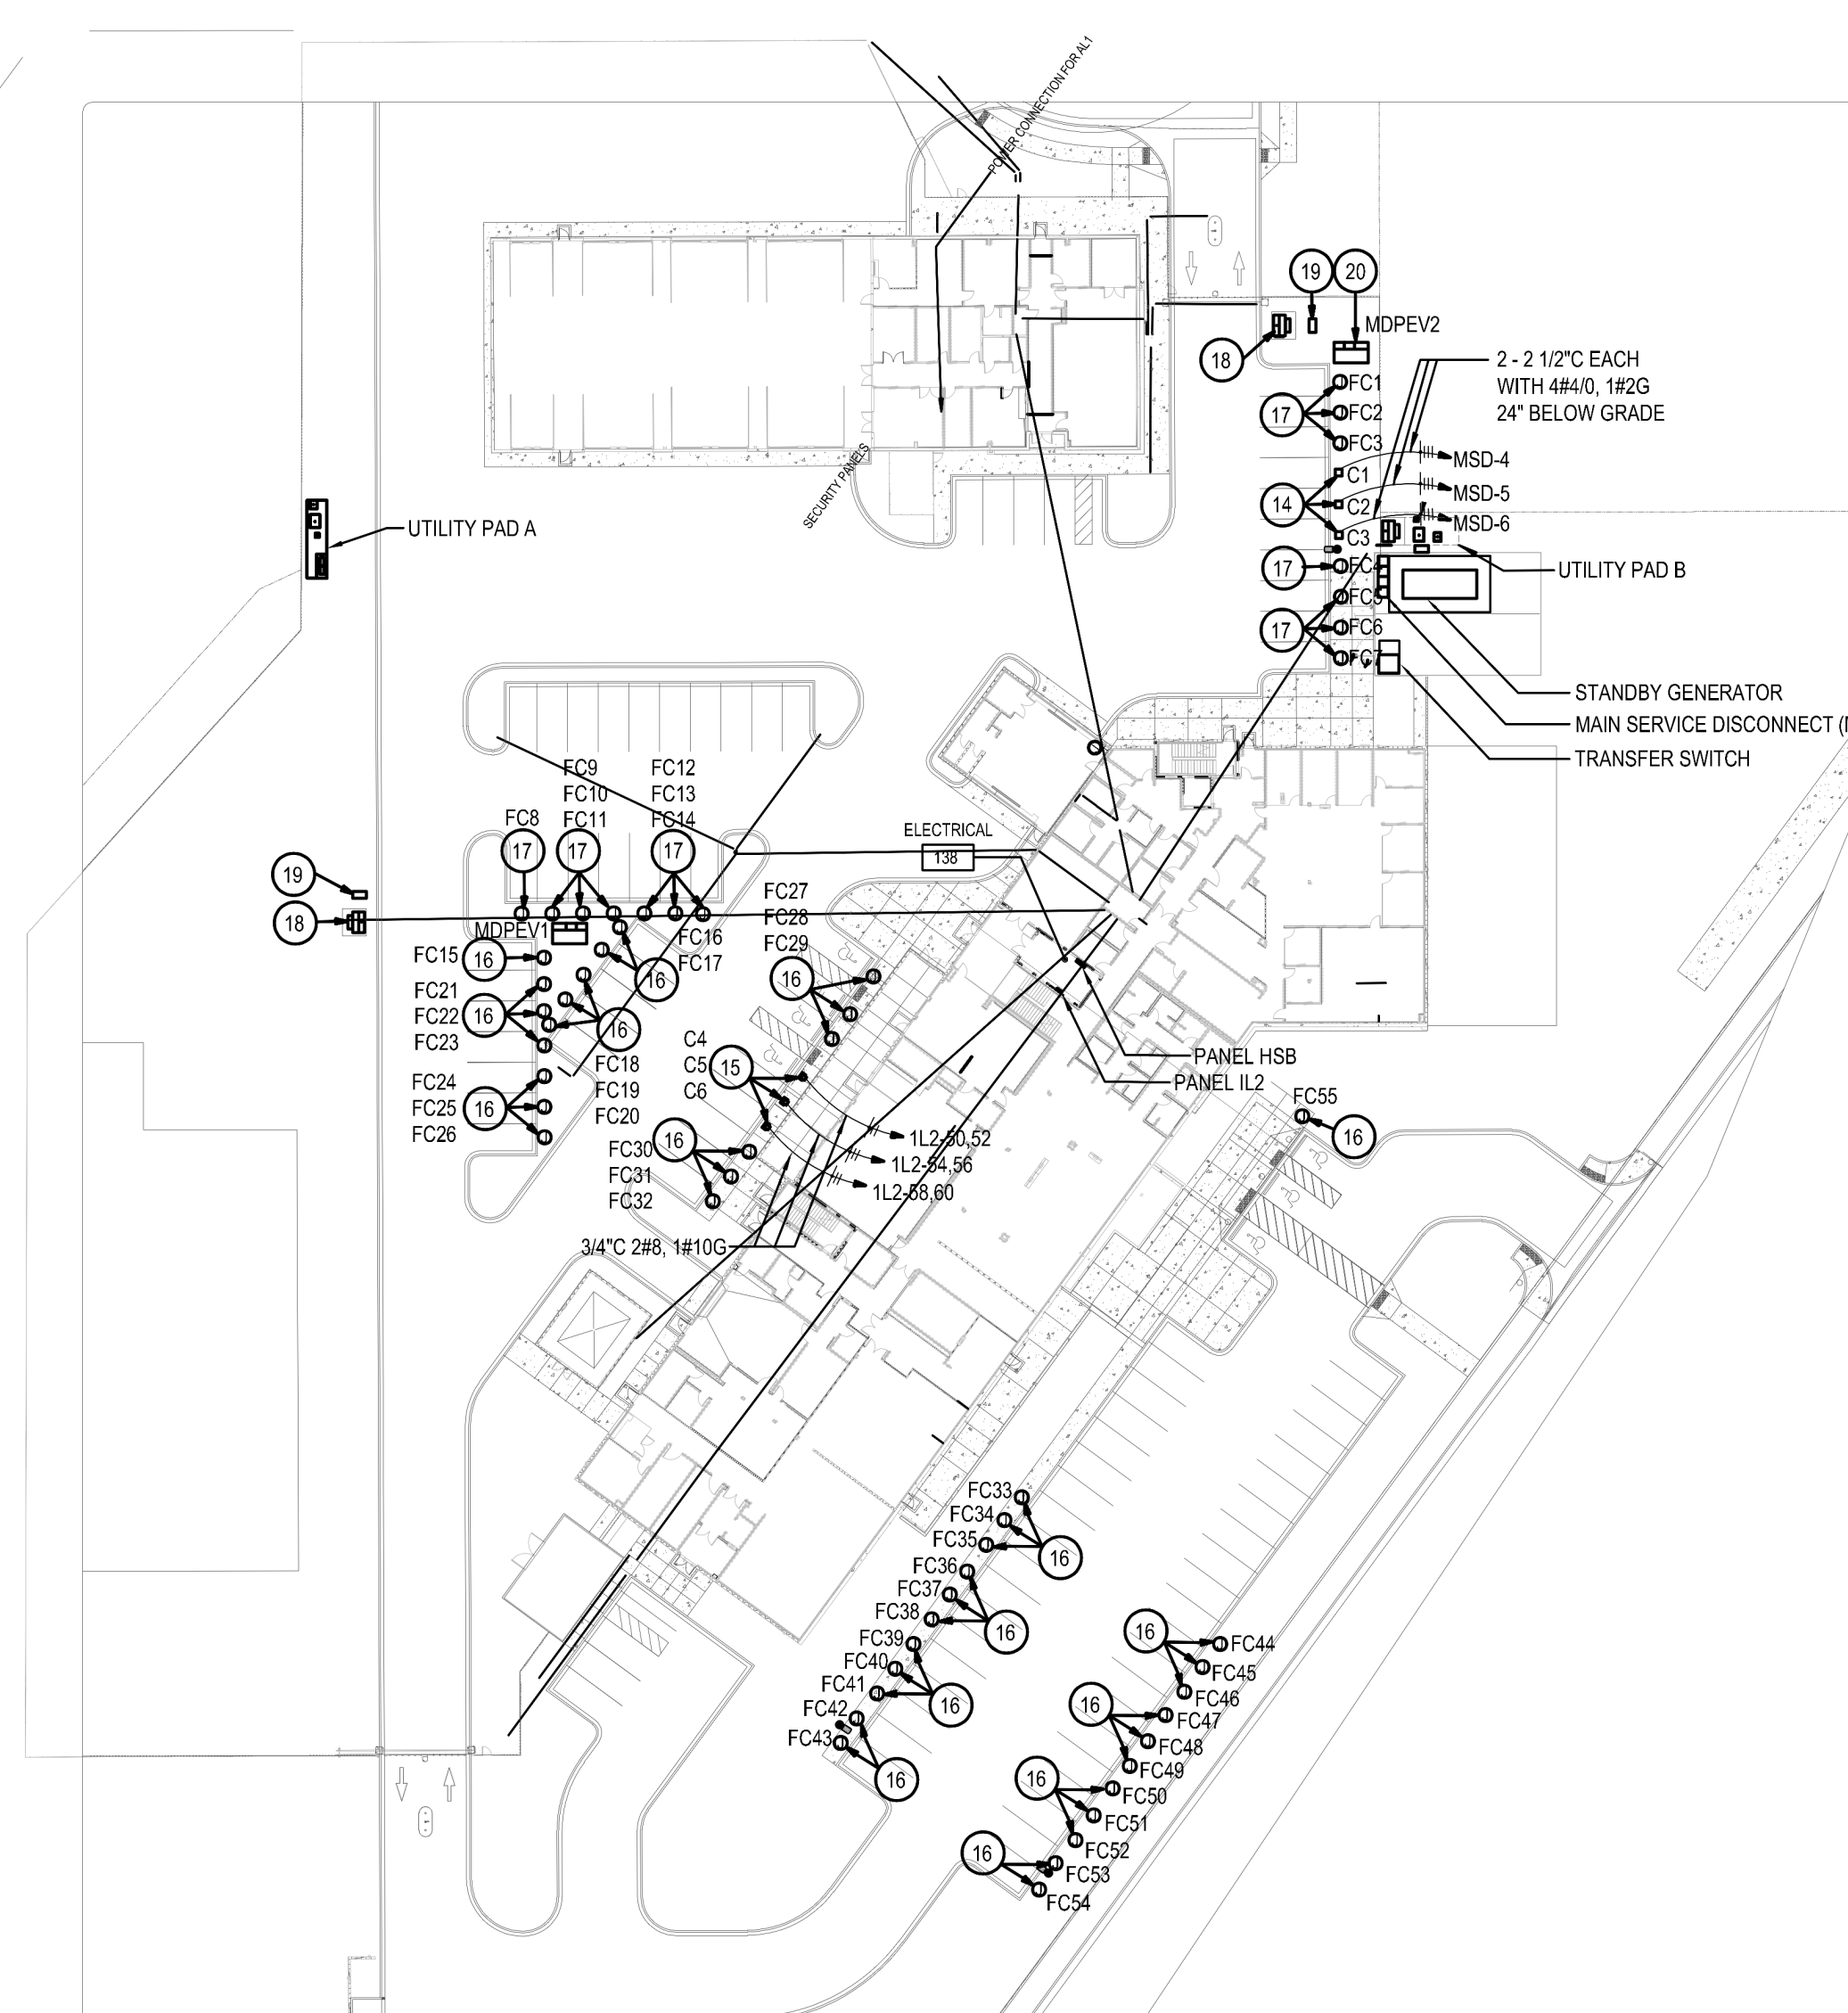 POWER CONNECTION FOR AL1
SECURITY PANELS
19
20
MDPEV2
18
2 - 2 1/2"C EACH
WITH 4#4/0, 1#2G
24" BELOW GRADE
FC1
FC2
FC3
17
C1
C2
C3
14
MSD-4
MSD-5
MSD-6
UTILITY PAD A
UTILITY PAD B
FC4
17
FC5
FC6
FC7
17
STANDBY GENERATOR
MAIN SERVICE DISCONNECT (
TRANSFER SWITCH
FC9
FC10
FC11
FC12
FC13
FC14
FC8
17
17
17
ELECTRICAL
138
19
18
MDPEV1
FC16
FC17
16
FC15
16
FC21
FC22
FC23
16
16
FC18
FC19
FC20
FC24
FC25
FC26
16
FC27
FC28
FC29
16
C4
C5
C6
15
FC30
FC31
FC32
16
1L2-50,52
1L2-54,56
1L2-58,60
3/4"C 2#8, 1#10G
PANEL HSB
PANEL IL2
FC55
16
FC33
FC34
FC35
16
FC36
FC37
FC38
16
FC39
FC40
FC41
16
FC42
FC43
16
16
FC44
FC45
FC46
16
FC47
FC48
FC49
16
FC50
FC51
FC52
16
FC53
FC54